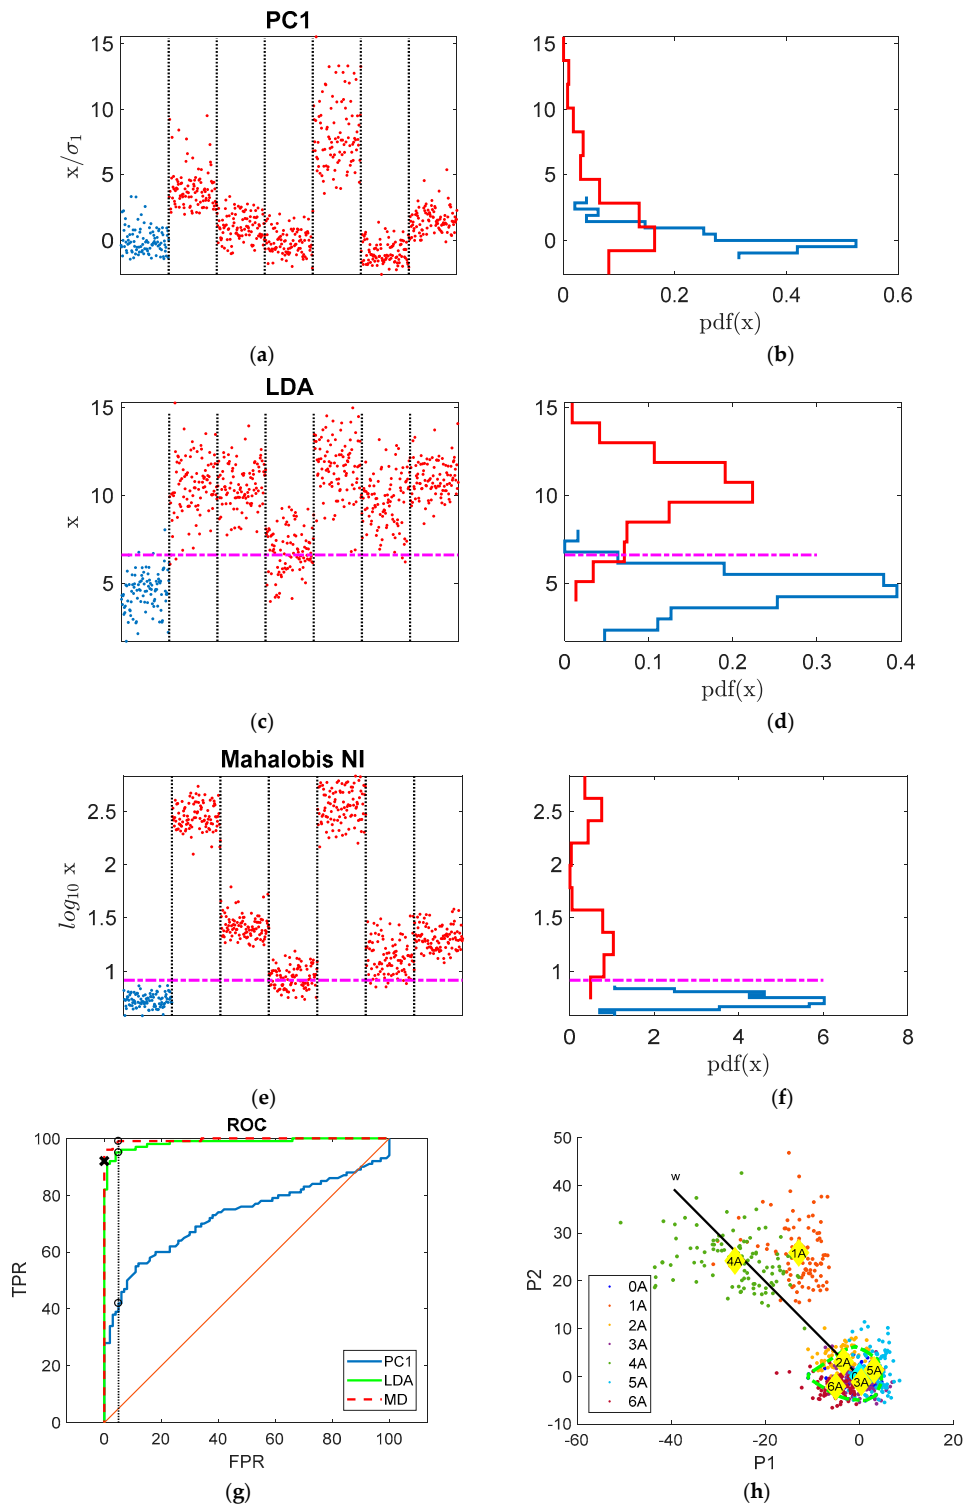 PC1
15
10
5
0
x/σ1
(a)
15
10
5
0
0 0.2 0.4 0.6
pdf(x)
(b)
LDA
15
10
5
x
(c)
15
10
5
0 0.1 0.2 0.3 0.4
pdf(x)
(d)
Mahalobis NI
2.5
2
1.5
1
log10 x
(e)
2.5
2
1.5
1
0 2 4 6 8
pdf(x)
(f)
ROC
100
80
60
40
20
0
TPR
0 20 40 60 80 100
FPR
PC1
LDA
MD
(g)
50
40
30
20
10
0
-10
P2
-60 -40 -20 0 20
P1
w
4A
1A
2A
5A
3A
6A
0A
1A
2A
3A
4A
5A
6A
(h)